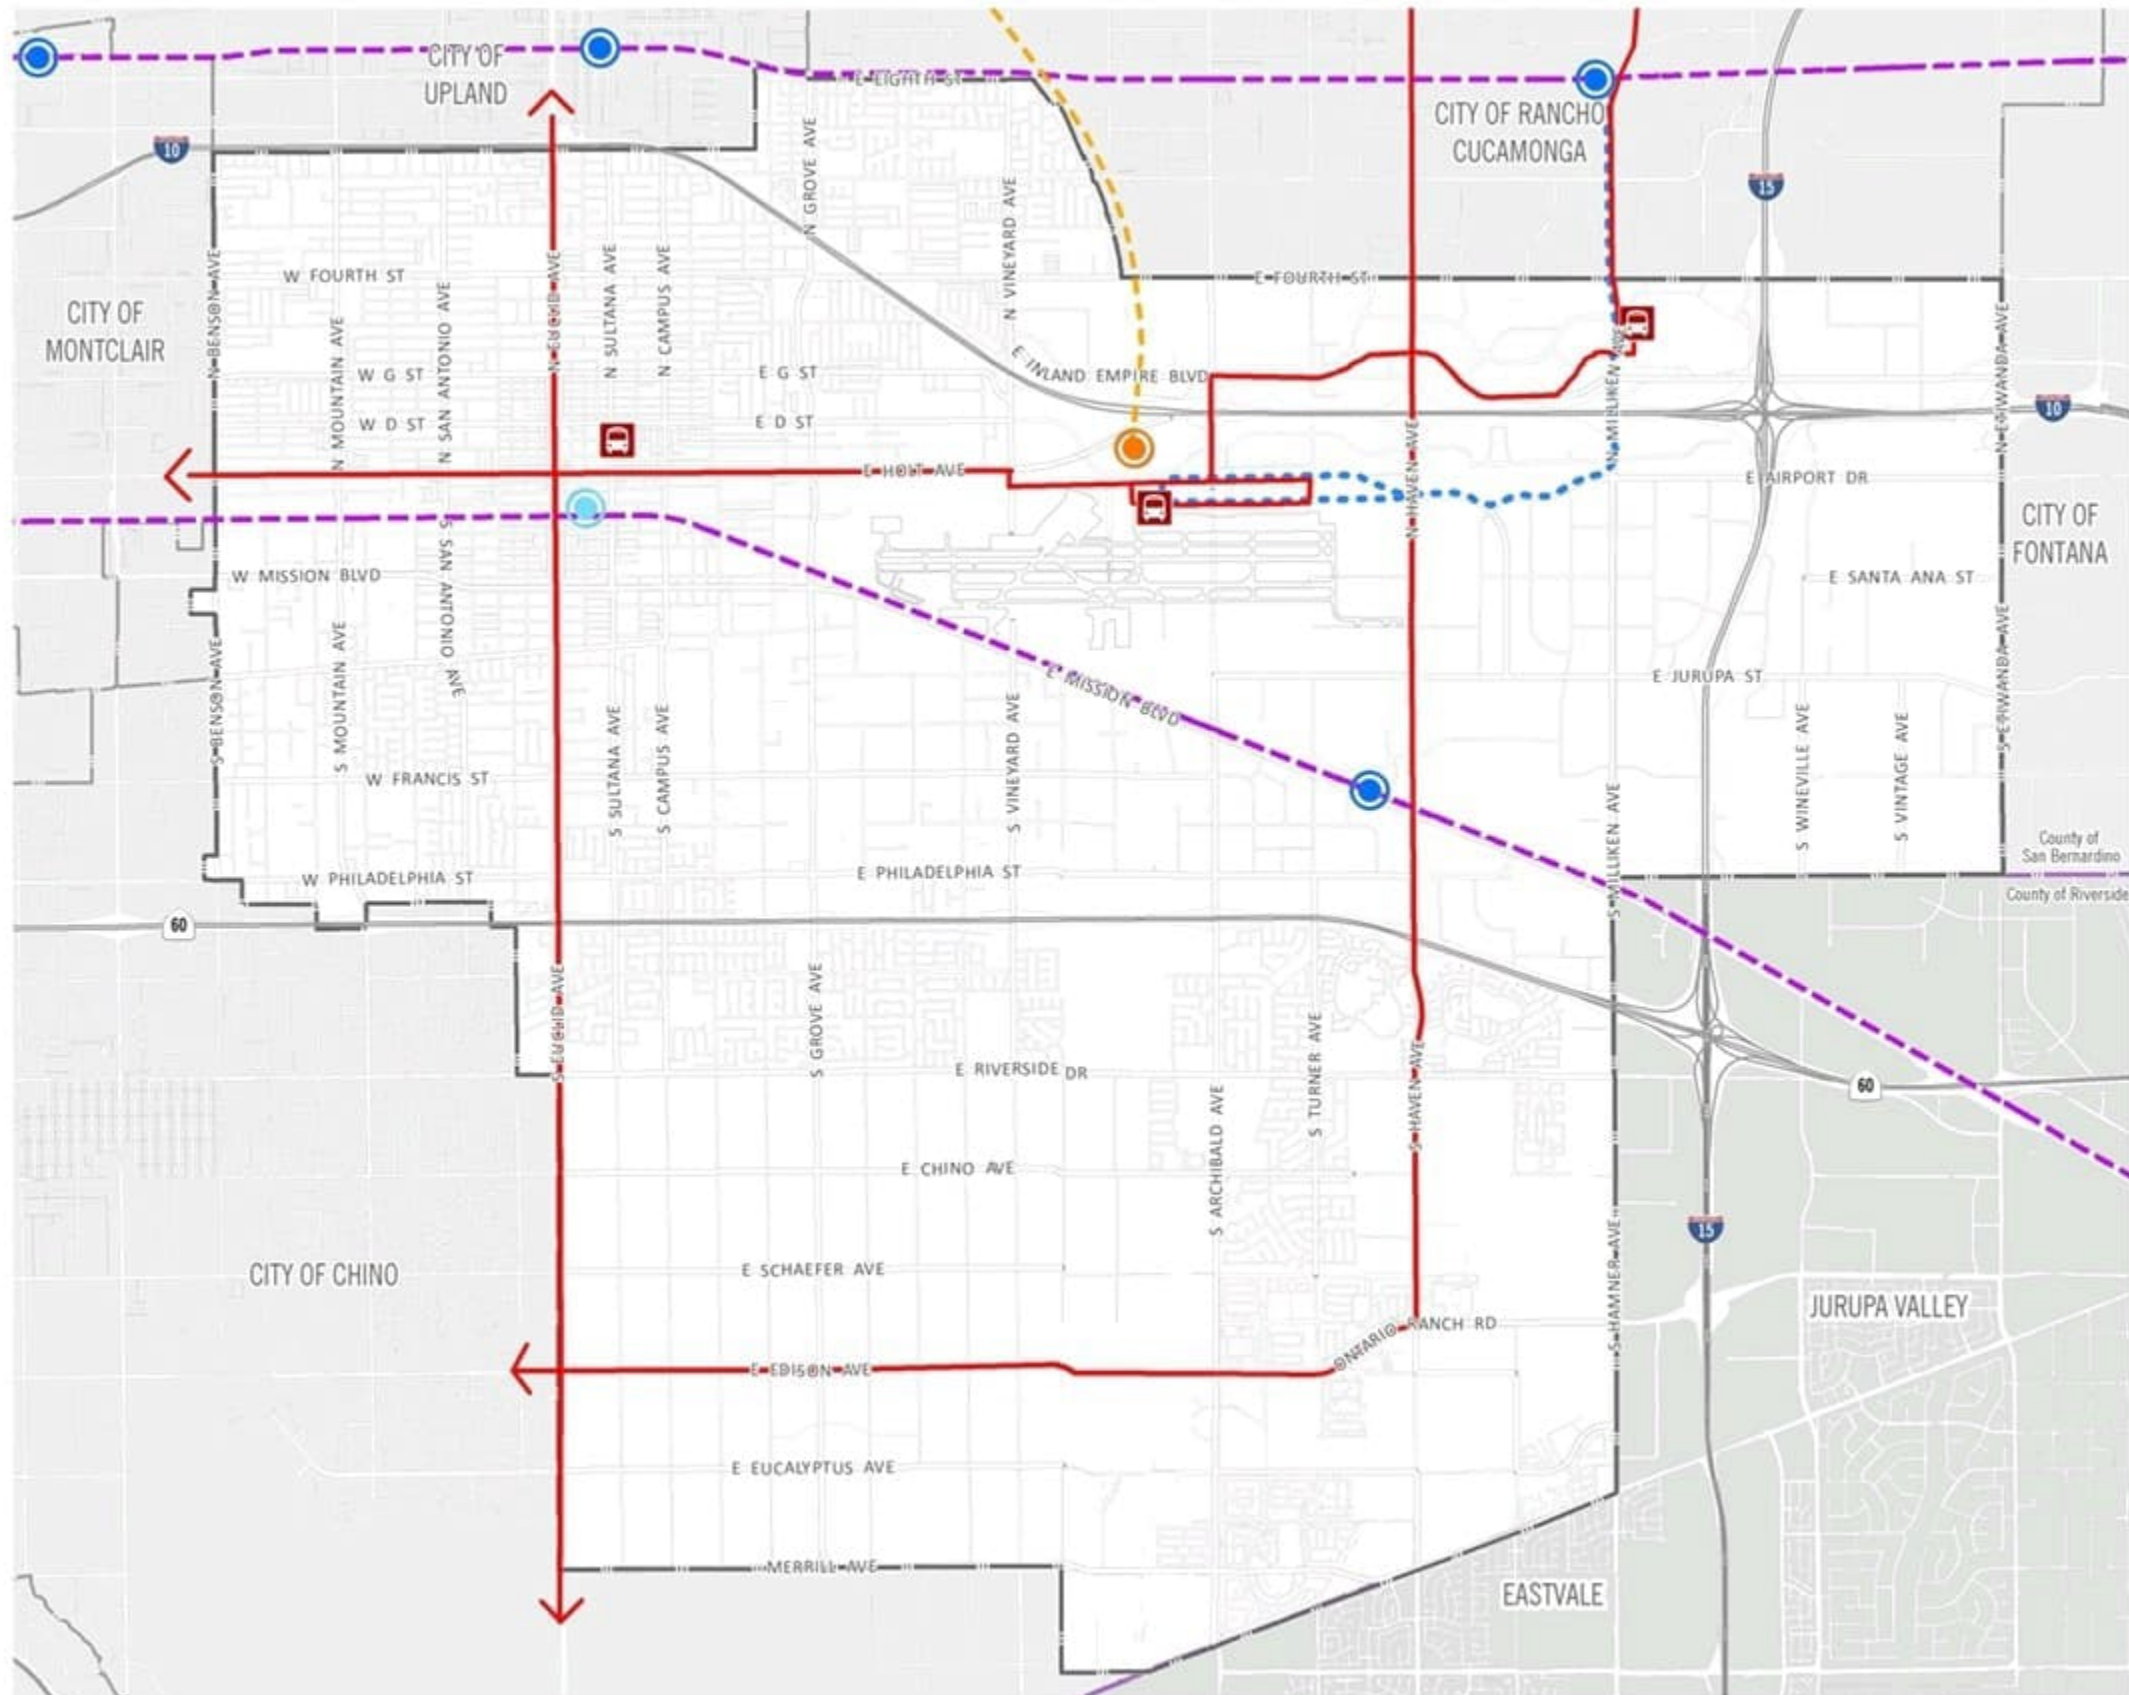 CITY OF
UPLAND
E EIGHTH ST
CITY OF RANCHO
CUCAMONGA
10
15
N GROVE AVE
N VINEYARD AVE
W FOURTH ST
E FOURTH ST
N BENSON AVE
N EUCLID AVE
N SULTANA AVE
N CAMPUS AVE
CITY OF
MONTCLAIR
N MOUNTAIN AVE
N SAN ANTONIO AVE
W G ST
E G ST
E INLAND EMPIRE BLVD
W D ST
E D ST
N MILLIKEN AVE
N ETIWANDA AVE
10
E HOLT AVE
N HAVEN AVE
E AIRPORT DR
CITY OF
FONTANA
W MISSION BLVD
S SAN ANTONIO AVE
E SANTA ANA ST
S BENSON AVE
S MOUNTAIN AVE
E MISSION BLVD
E JURUPA ST
S ETIWANDA AVE
S SULTANA AVE
S CAMPUS AVE
S VINEYARD AVE
S WINEVILLE AVE
S VINTAGE AVE
W FRANCIS ST
S MILLIKEN AVE
County of
San Bernardino
County of Riverside
W PHILADELPHIA ST
E PHILADELPHIA ST
60
S EUCLID AVE
S GROVE AVE
E RIVERSIDE DR
S TURNER AVE
S HAVEN AVE
60
S ARCHIBALD AVE
E CHINO AVE
15
CITY OF CHINO
E SCHAEFER AVE
S HAMNER AVE
JURUPA VALLEY
ONTARIO RANCH RD
E EDISON AVE
E EUCALYPTUS AVE
MERRILL AVE
EASTVALE